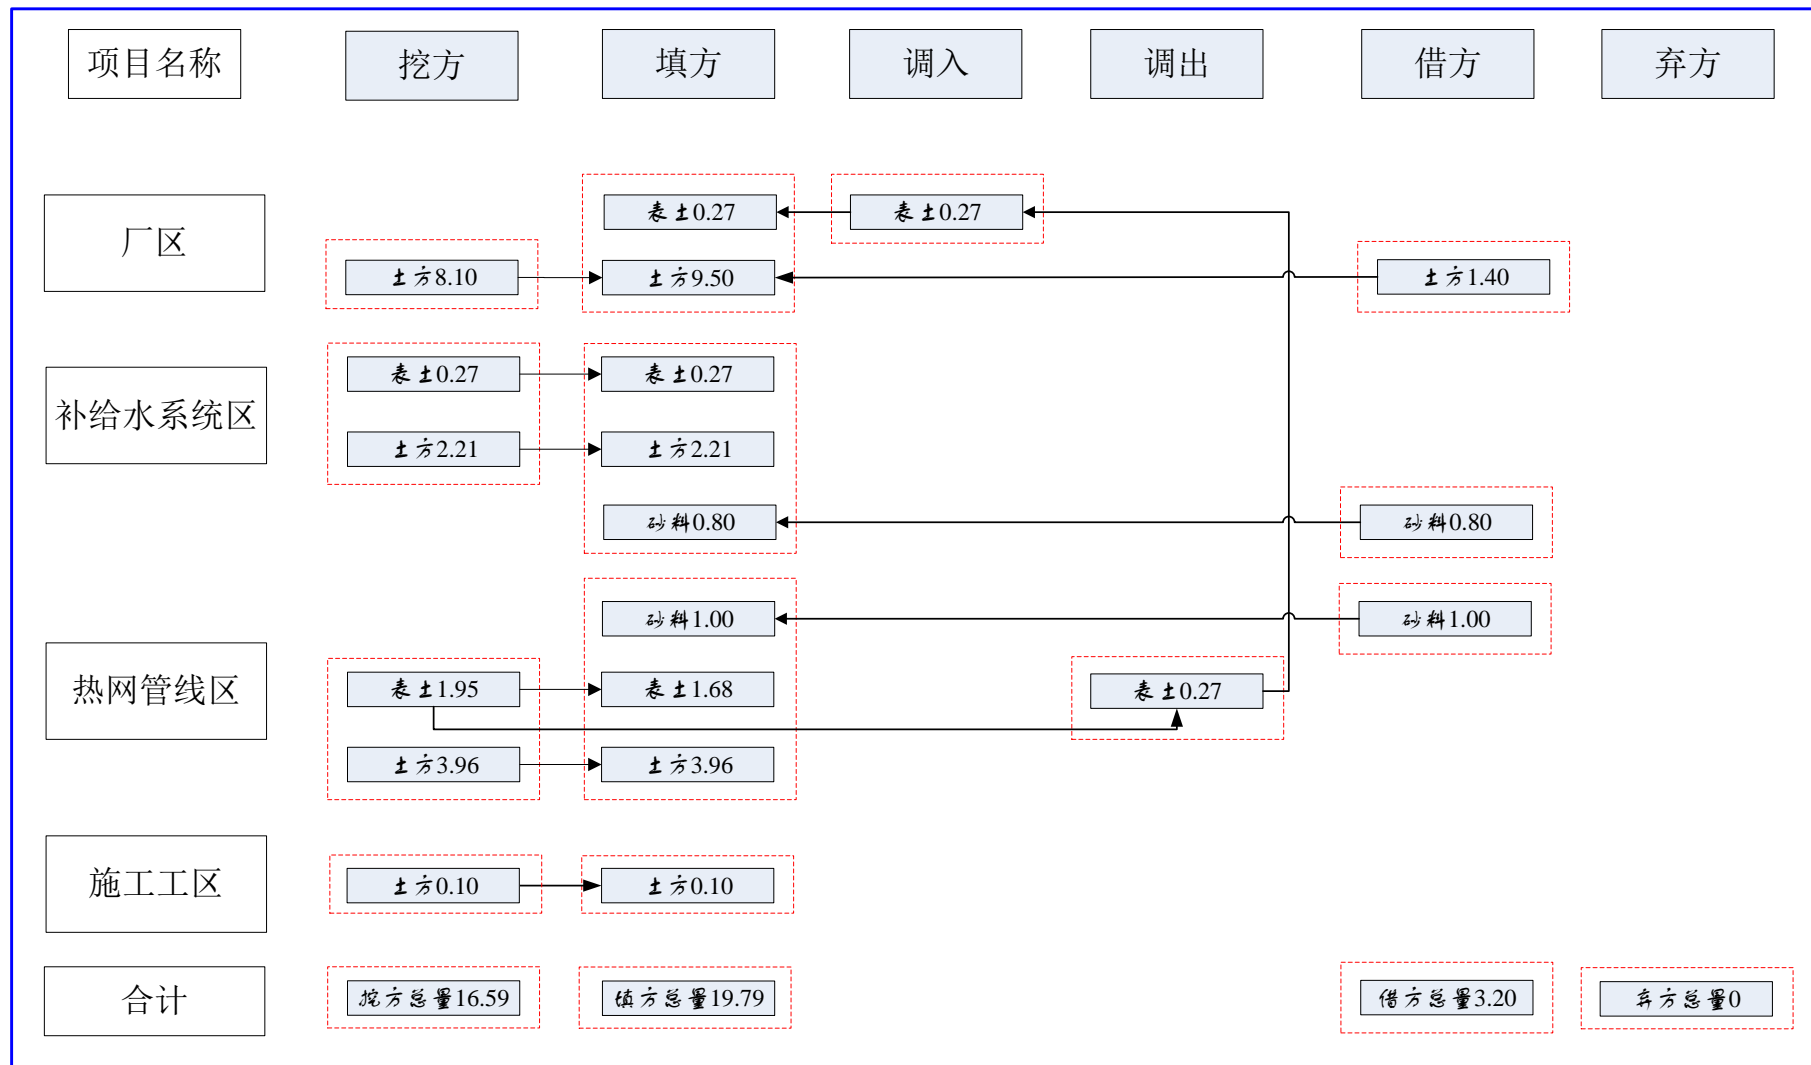 项目名称 挖方 填方 调入 调出 借方 弃方
表土0.27 表土0.27
厂区 土方8.10 土方9.50 土方1.40
表土0.27 表土0.27
补给水系统区
土方2.21 土方2.21
砂料0.80 砂料0.80
砂料1.00 砂料1.00
热网管线区 表土1.95 表土1.68 表土0.27
土方3.96 土方3.96
施工工区 土方0.10 土方0.10
合计 挖方总量16.59 填方总量19.79 借方总量3.20 弃方总量0